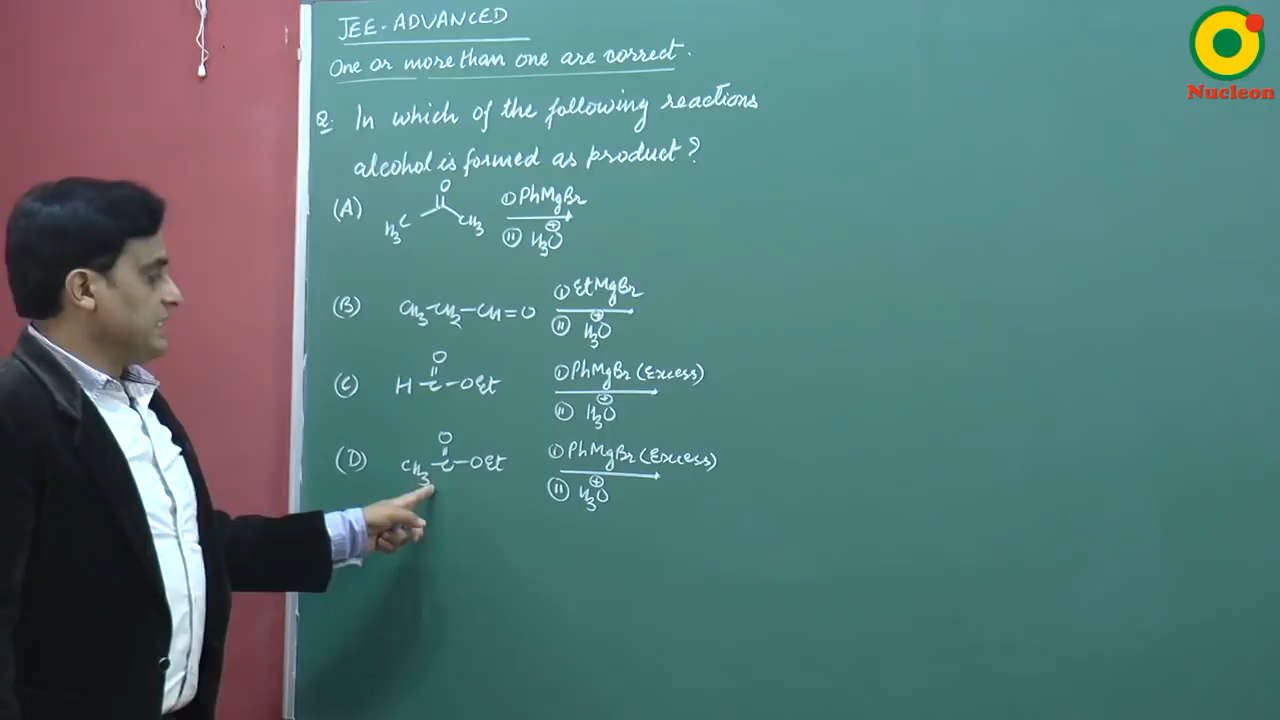 JEE-ADVANCED
One or more than one are correct.
Q. In which of the following reactions
alcohol is formed as product?
(A) H3C O CH3 (i) PhMgBr
(ii) H3O⊕
(B) CH3-CH2-CH=O (i) EtMgBr
(ii) H3O⊕
(C) H-C(=O)-OEt (i) PhMgBr (Excess)
(ii) H3O⊕
(D) CH3-C(=O)-OEt (i) PhMgBr (Excess)
(ii) H3O⊕
Nucleon